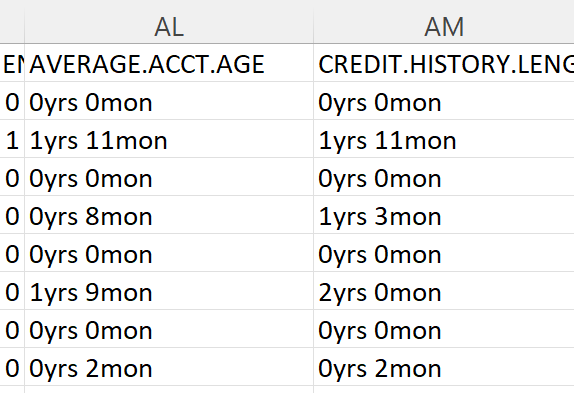 AL AM
EN AVERAGE.ACCT.AGE CREDIT.HISTORY.LENG
0 0yrs 0mon 0yrs 0mon
1 1yrs 11mon 1yrs 11mon
0 0yrs 0mon 0yrs 0mon
0 0yrs 8mon 1yrs 3mon
0 0yrs 0mon 0yrs 0mon
0 1yrs 9mon 2yrs 0mon
0 0yrs 0mon 0yrs 0mon
0 0yrs 2mon 0yrs 2mon